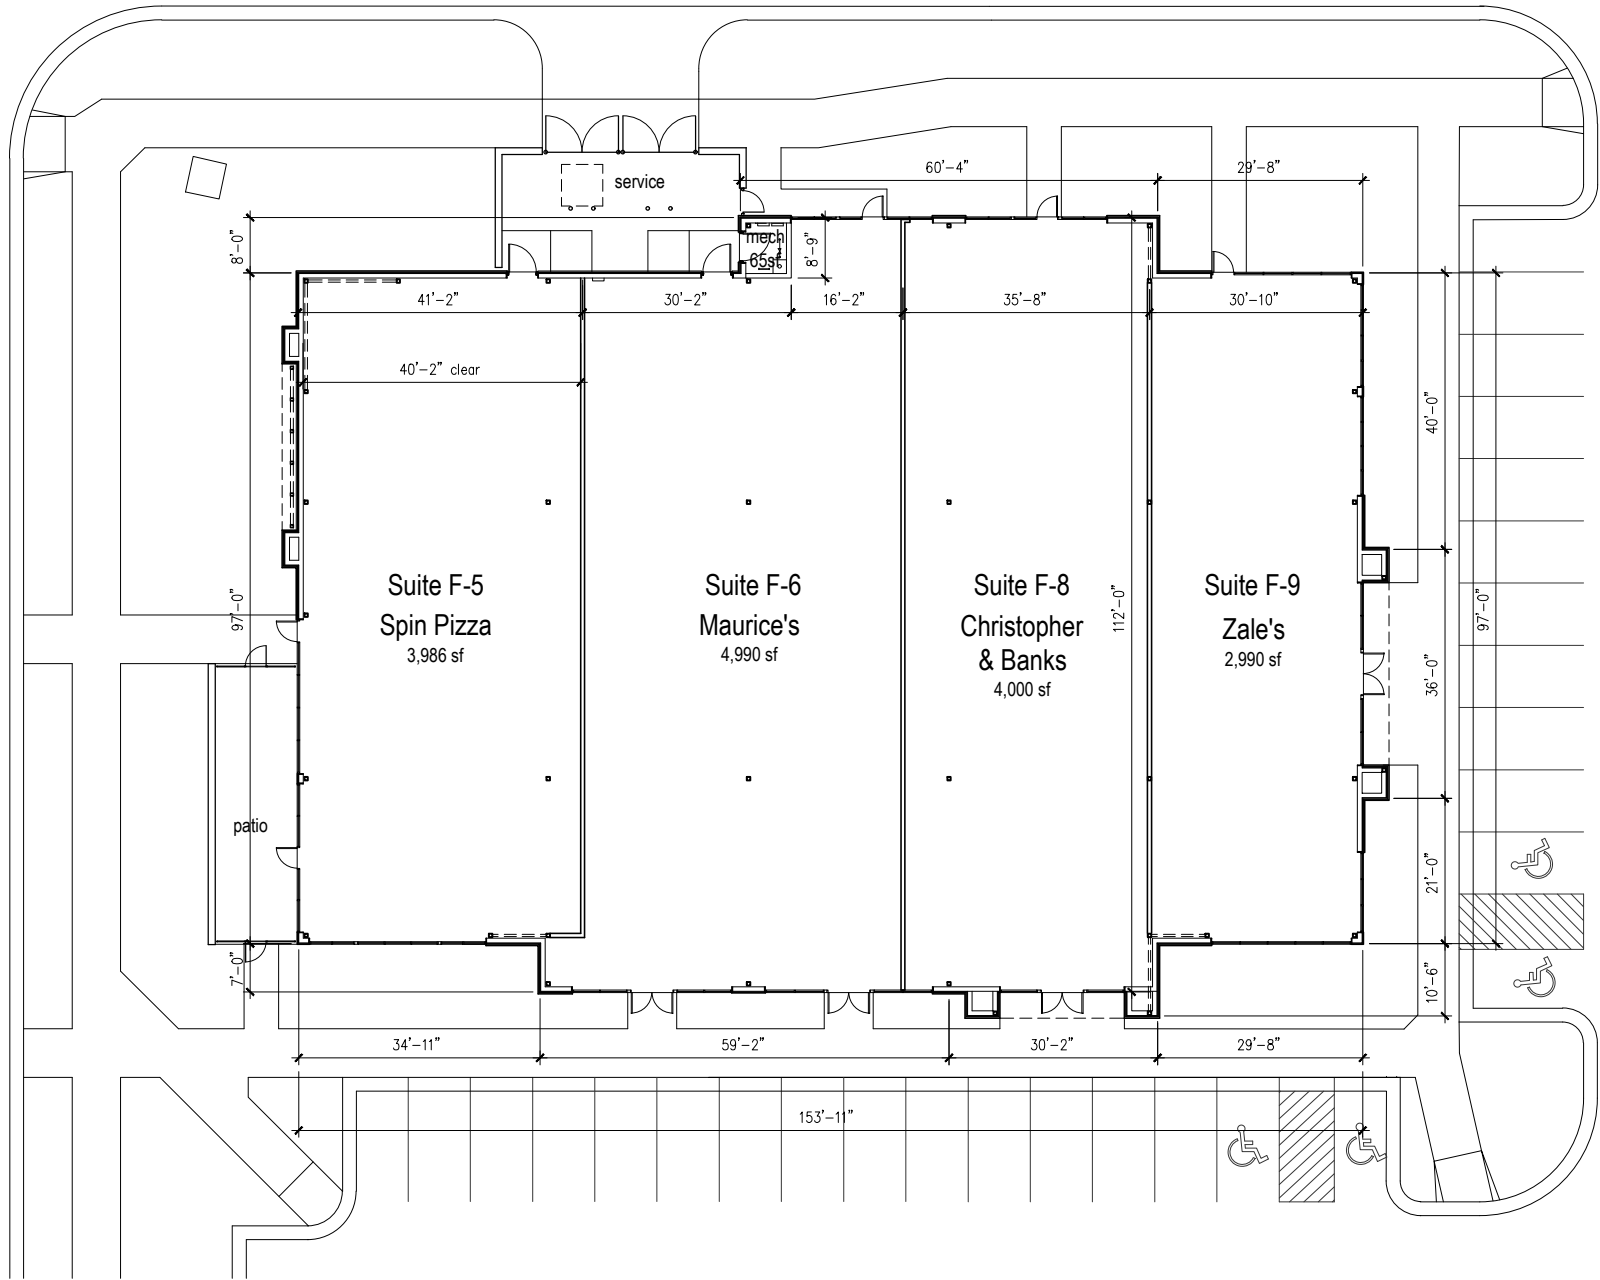 60'-4"
29'-8"
service
8'-0"
mech
65sf
8'-9"
41'-2"
30'-2"
16'-2"
35'-8"
30'-10"
40'-2" clear
40'-0"
97'-0"
Suite F-5
Spin Pizza
3,986 sf
Suite F-6
Maurice's
4,990 sf
Suite F-8
Christopher
& Banks
4,000 sf
112'-0"
Suite F-9
Zale's
2,990 sf
97'-0"
36'-0"
patio
21'-0"
7'-0"
10'-6"
34'-11"
59'-2"
30'-2"
29'-8"
153'-11"